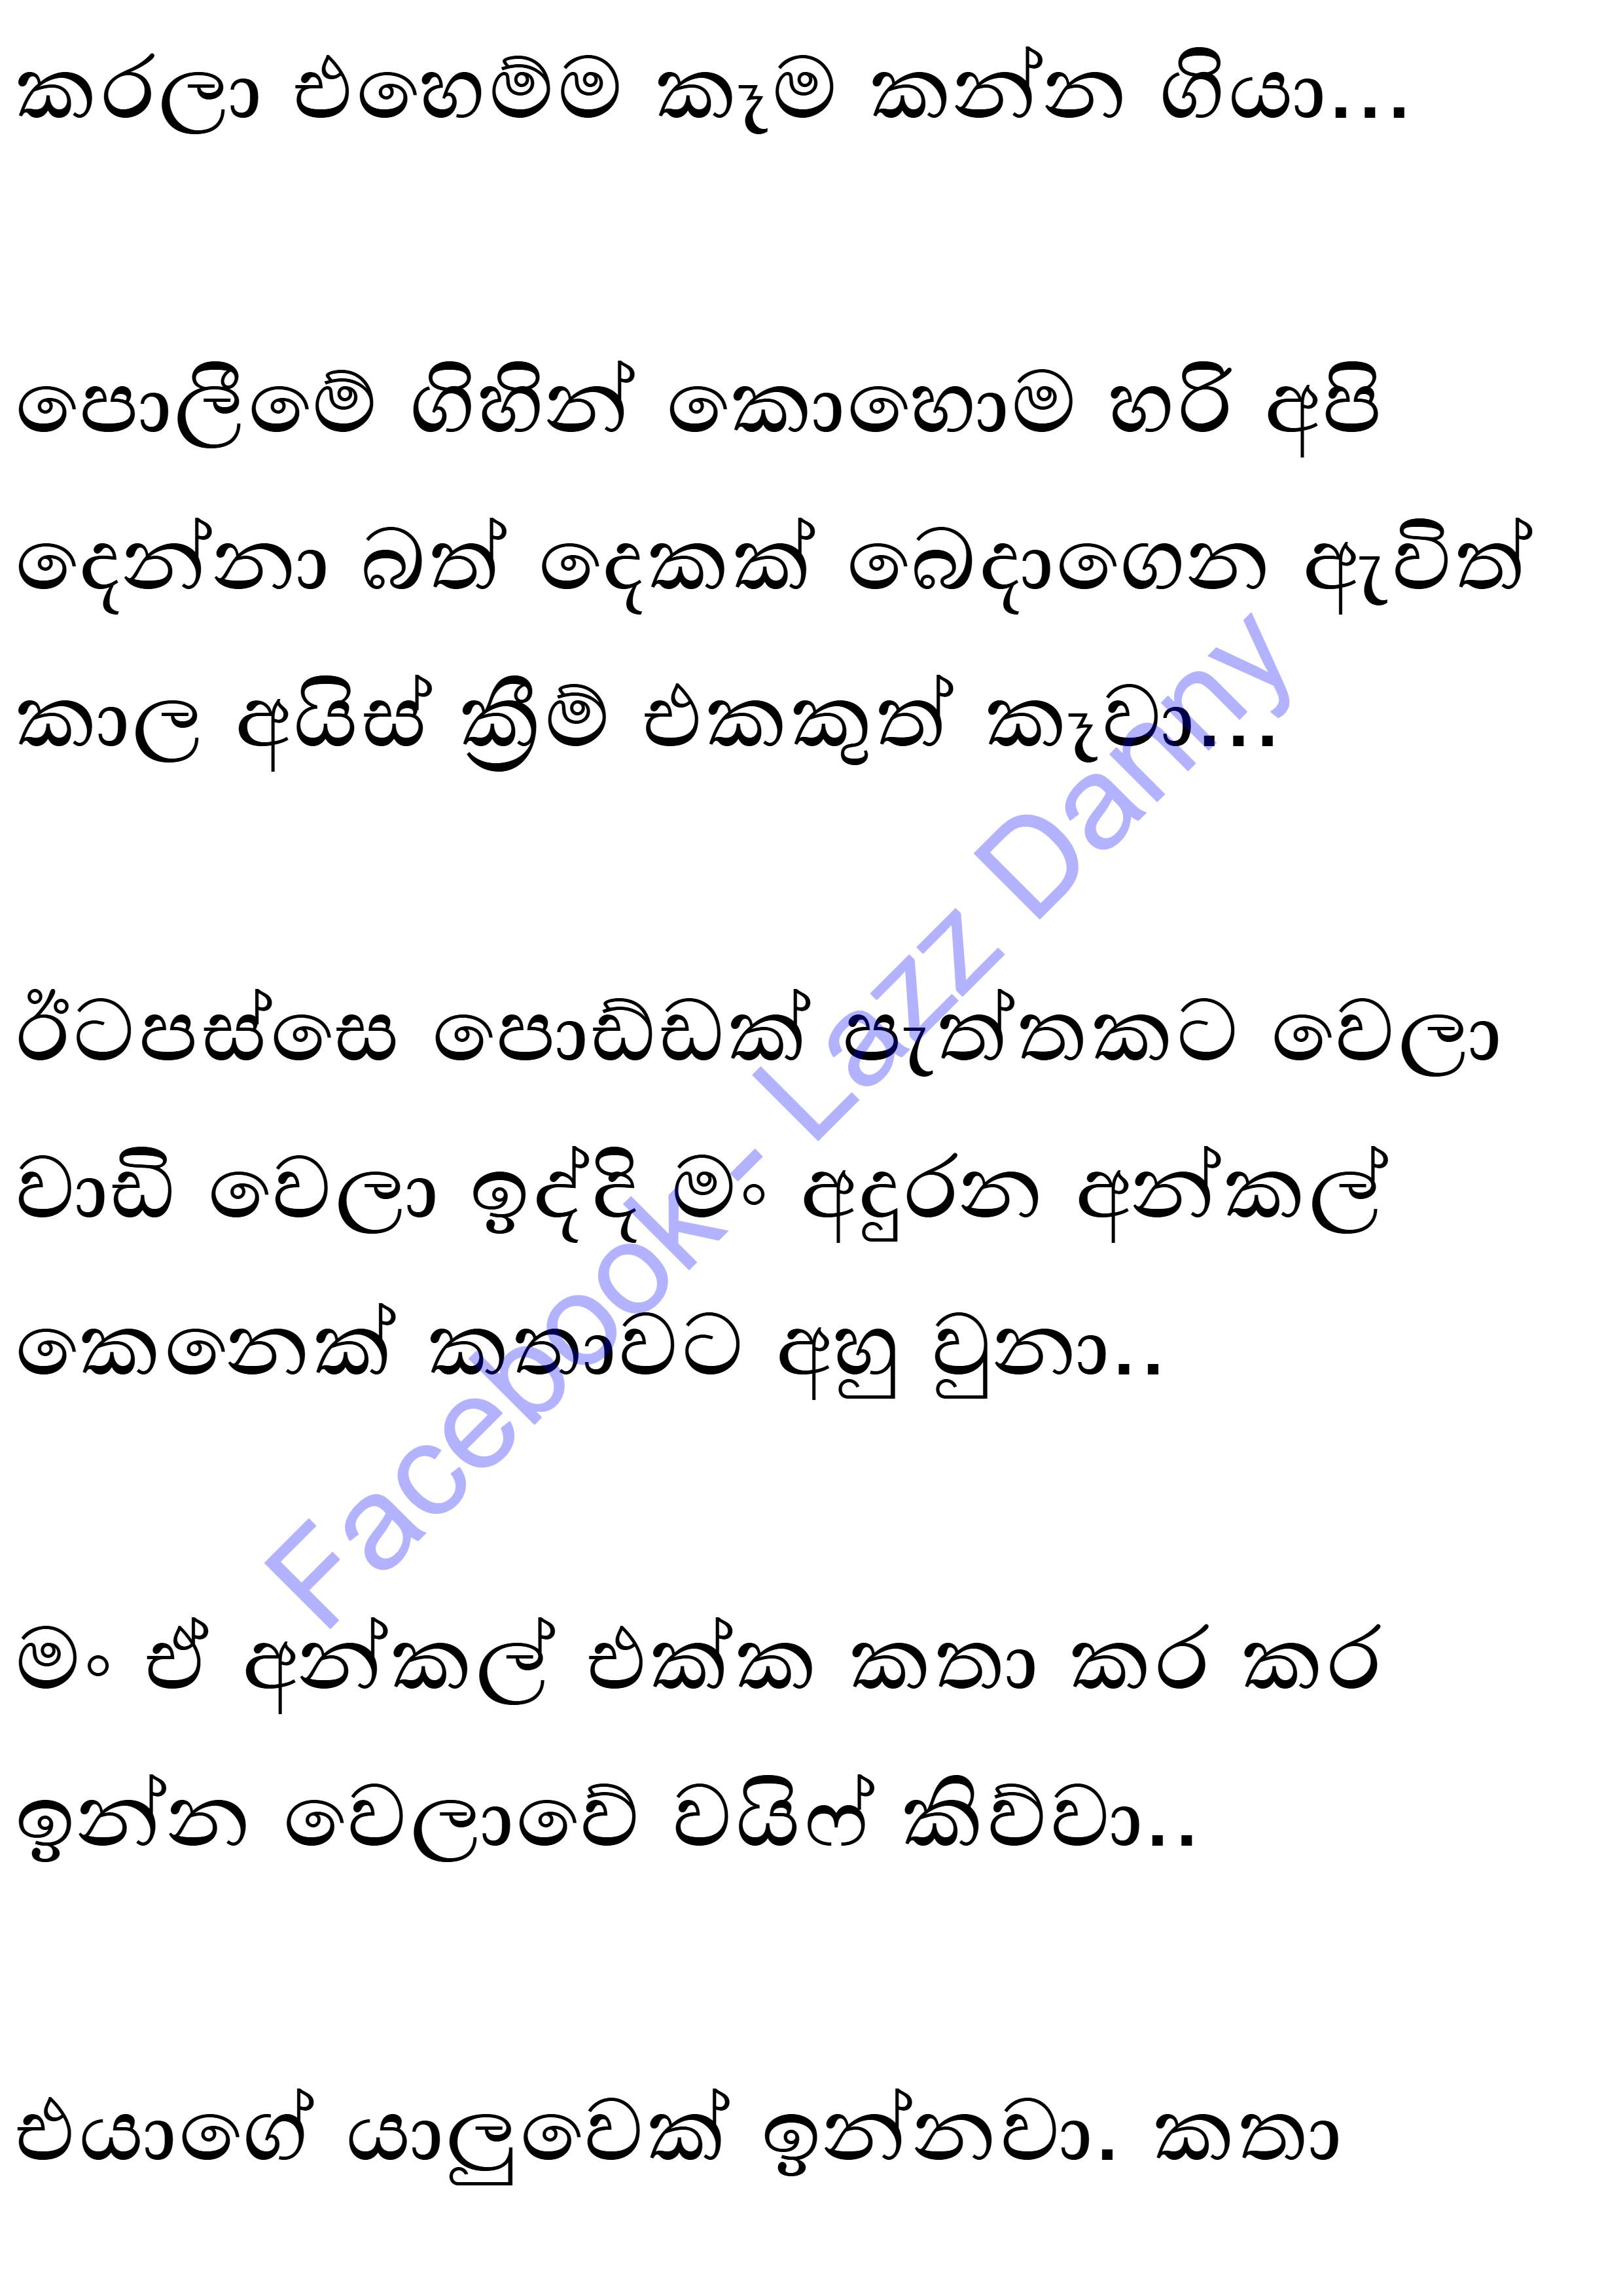 කරලා එහෙම්ම කෑම කන්න ගියා...
පොලීමේ ගිහින් කොහොම හරි අපි
දෙන්නා බත් දෙකක් බෙදාගෙන ඇවිත්
කාල අයිස් ක්‍රීම් එකකුත් කෑවා...
ඊටපස්සෙ පොඩ්ඩක් පැත්තකට වෙලා
වාඩි වෙලා ඉද්දි මං අදුරන අන්කල්
කෙනෙක් කතාවට අහු වුනා..
මං ඒ අන්කල් එක්ක කතා කර කර
ඉන්න වෙලාවේ වයිෆ් කිව්වා..
එයාගේ යාලුවෙක් ඉන්නවා. කතා
Facebook- Lazz Danny